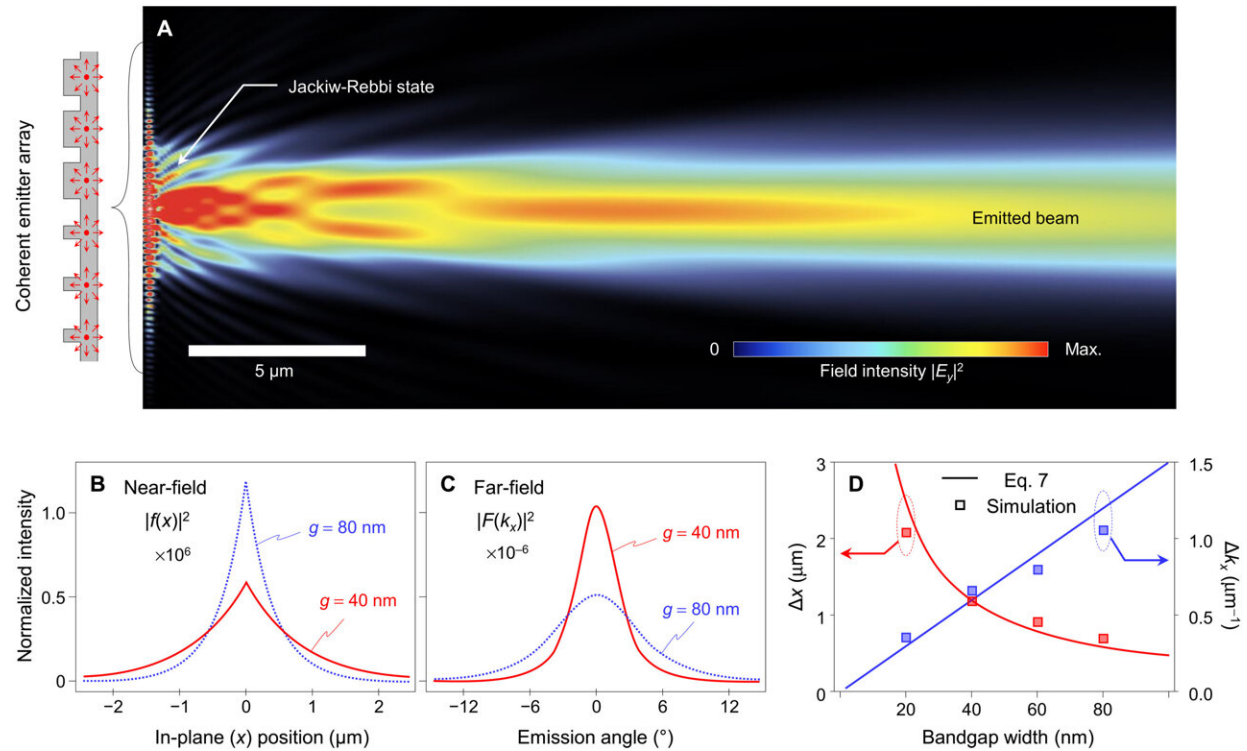 Coherent emitter array
A
Jackiw-Rebbi state
Emitted beam
5 μm
0
Max.
Field intensity |E_y|²
Normalized intensity
1.0
0.5
0
B
Near-field
|f(x)|²
×10⁶
g = 80 nm
g = 40 nm
−2
−1
0
1
2
In-plane (x) position (μm)
C
Far-field
|F(kₓ)|²
×10⁻⁶
g = 40 nm
g = 80 nm
−12
−6
0
6
12
Emission angle (°)
D
Eq. 7
Simulation
Δx (μm)
3
2
1
0
20
40
60
80
Bandgap width (nm)
1.5
1.0
0.5
0.0
Δkₓ (μm⁻¹)